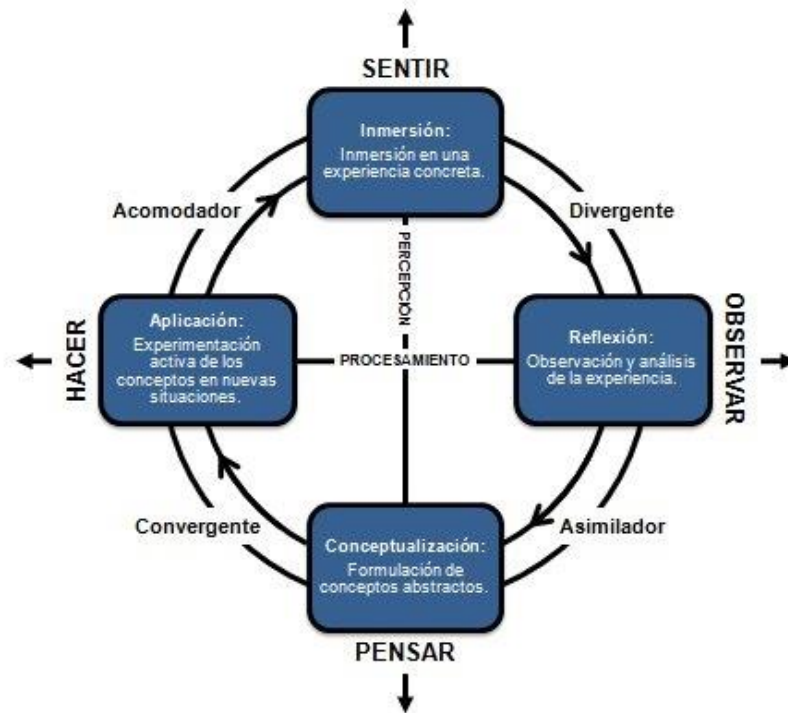 SENTIR
Inmersión:
Inmersión en una
experiencia concreta.
Acomodador
Divergente
PERCEPCIÓN
HACER
Aplicación:
Experimentación
activa de los
conceptos en nuevas
situaciones.
PROCESAMIENTO
Reflexión:
Observación y análisis
de la experiencia.
OBSERVAR
Convergente
Asimilador
Conceptualización:
Formulación de
conceptos abstractos.
PENSAR